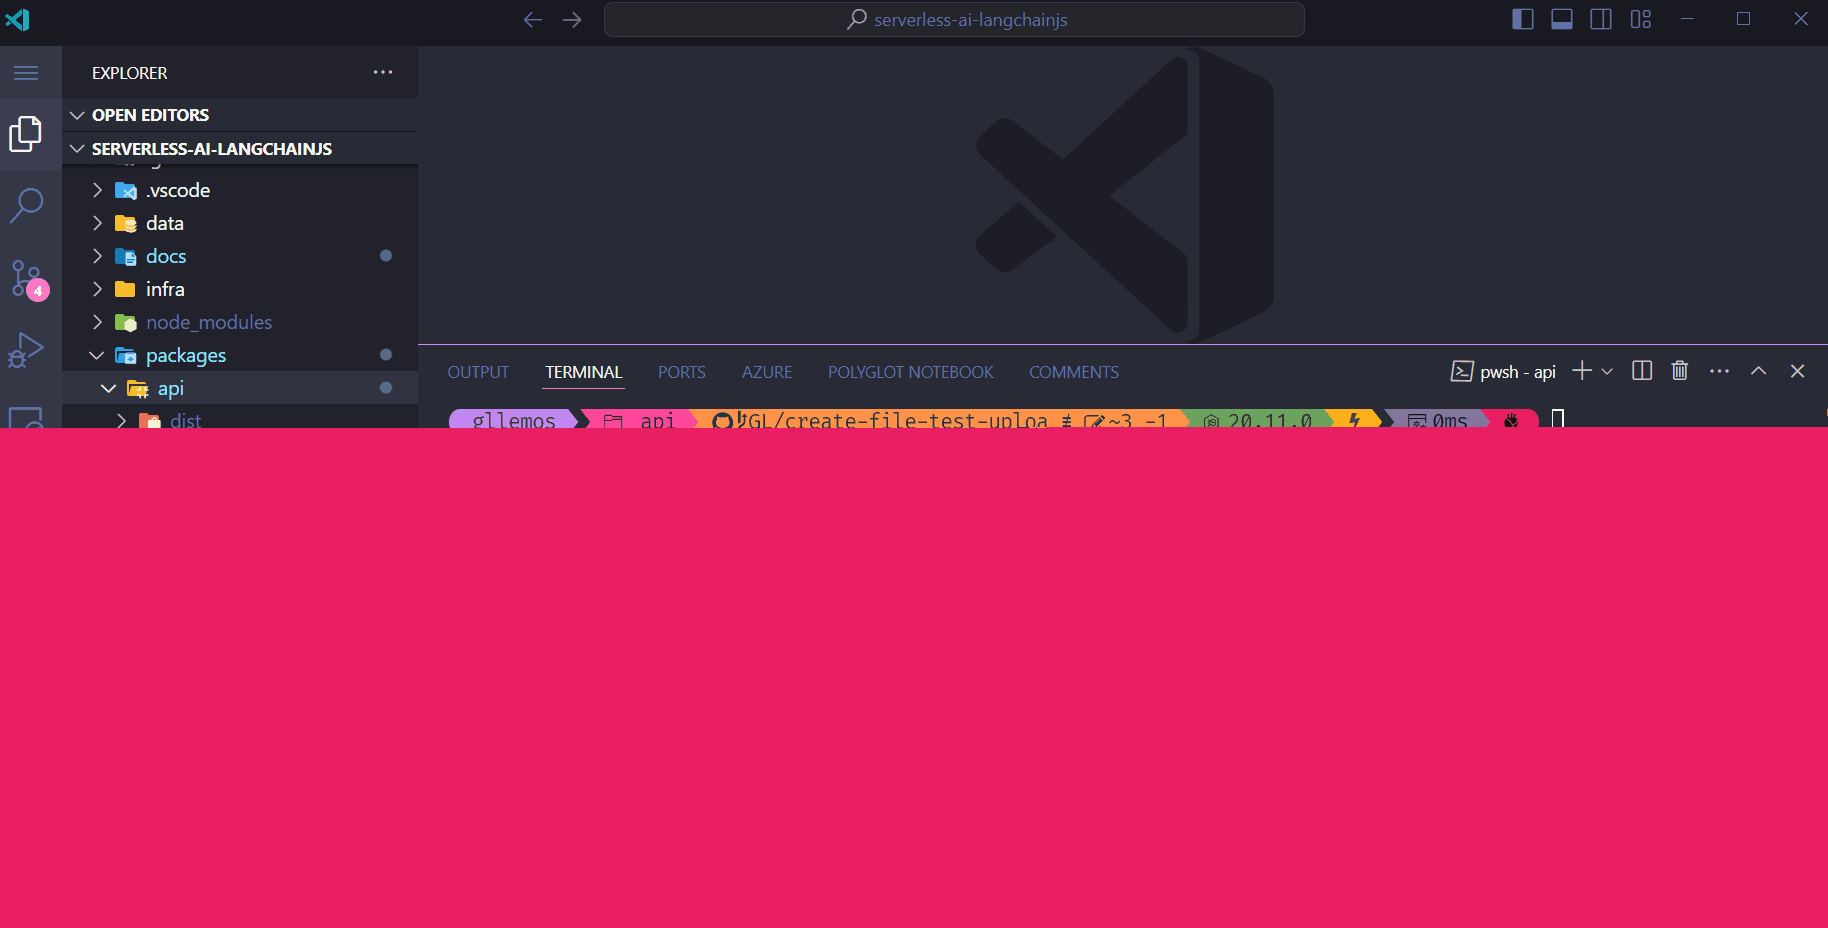 serverless-ai-langchainjs
EXPLORER
OPEN EDITORS
SERVERLESS-AI-LANGCHAINJS
.vscode
data
docs
infra
node_modules
packages
api
dist
4
OUTPUT TERMINAL PORTS AZURE POLYGLOT NOTEBOOK COMMENTS
pwsh - api
gllemos api GL/create-file-test-uploa ≢ ~3 -1 20.11.0 0ms